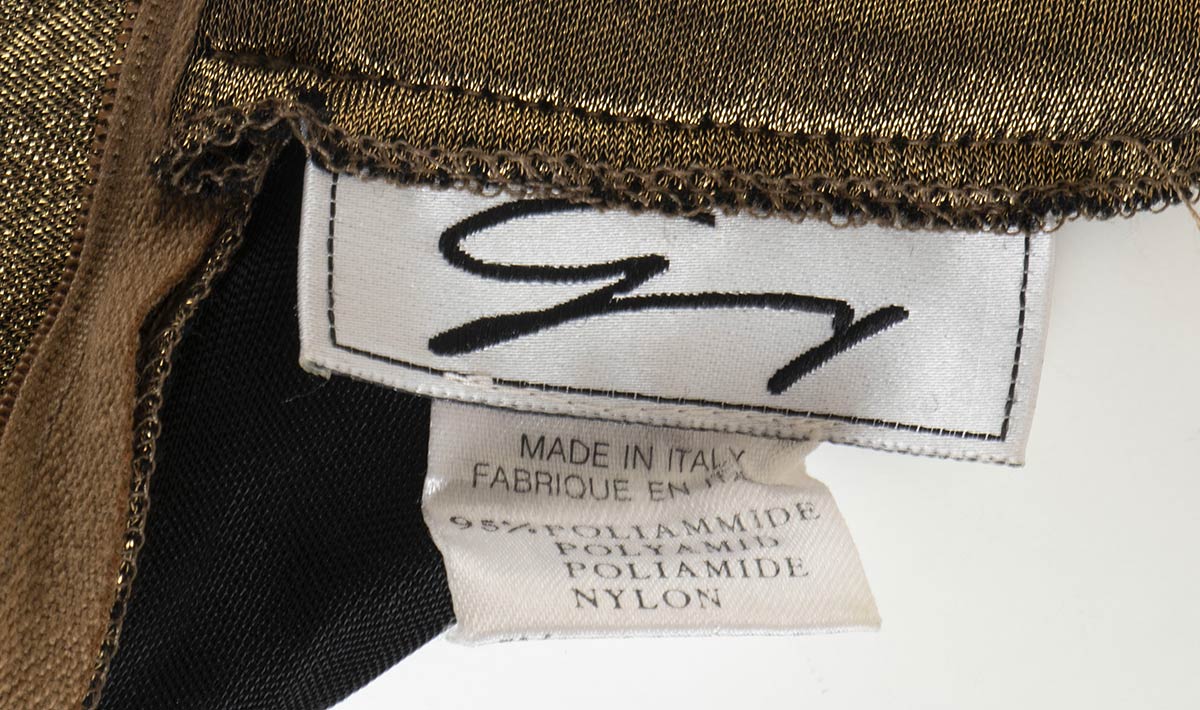 MADE IN ITALY
FABRIQUE EN
95% POLIAMMIDE
POLYAMID
POLIAMIDE
NYLON